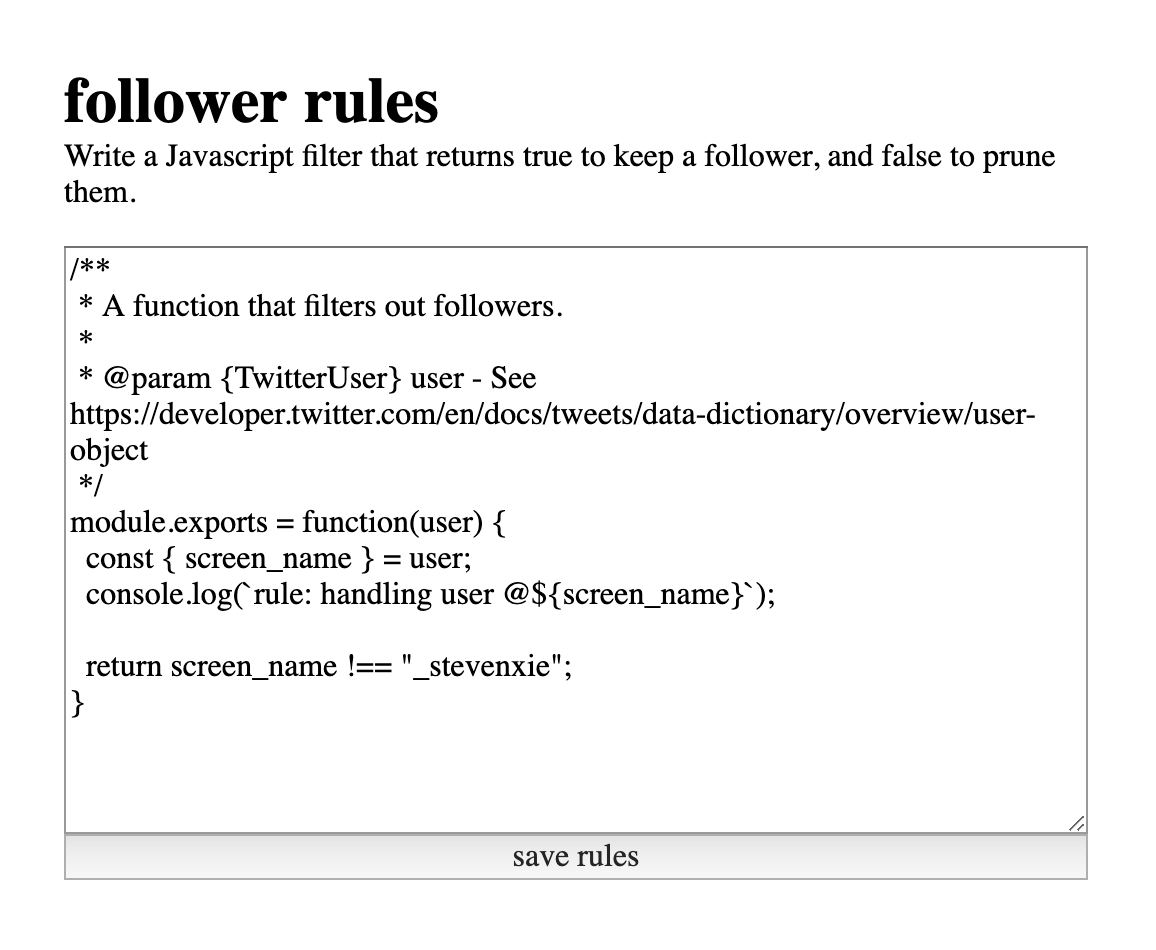 follower rules
Write a Javascript filter that returns true to keep a follower, and false to prune
them.
/**
 * A function that filters out followers.
 *
 * @param {TwitterUser} user - See
https://developer.twitter.com/en/docs/tweets/data-dictionary/overview/user-
object
 */
module.exports = function(user) {
  const { screen_name } = user;
  console.log(`rule: handling user @${screen_name}`);

  return screen_name !== "_stevenxie";
}
save rules